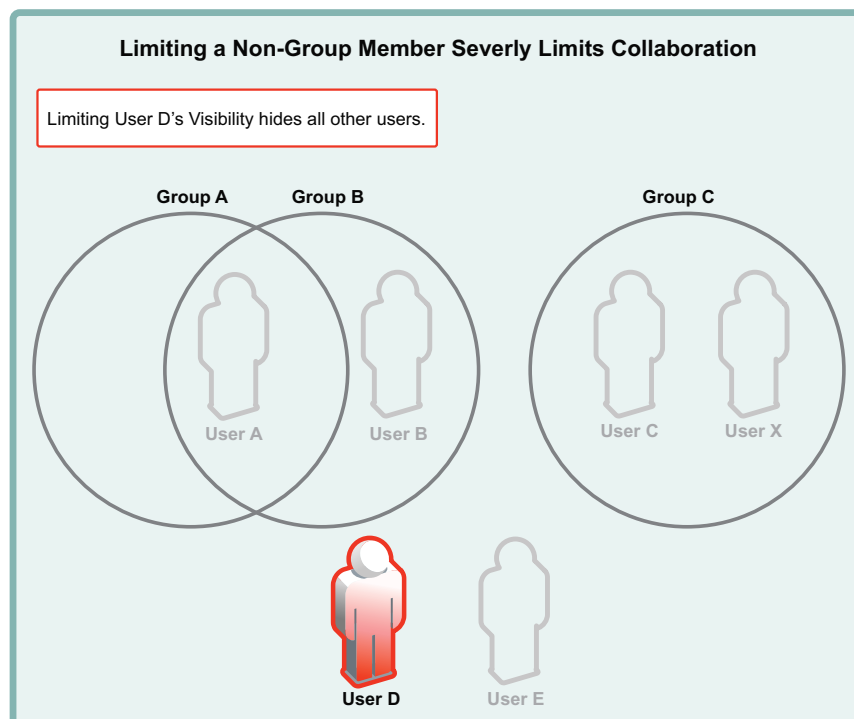 Limiting a Non-Group Member Severly Limits Collaboration
Limiting User D’s Visibility hides all other users.
Group A
Group B
Group C
User A
User B
User C
User X
User D
User E